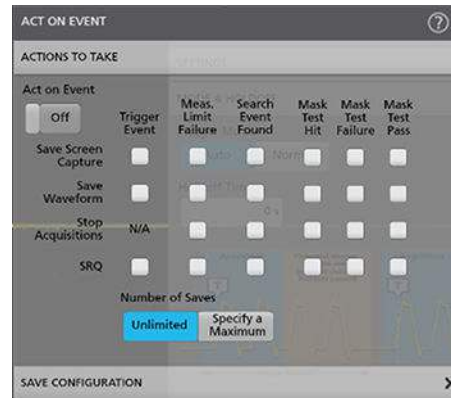 ACT ON EVENT
?
ACTIONS TO TAKE
Act on Event
Off
Trigger Event
Meas. Limit Failure
Search Event Found
Mask Test Hit
Mask Test Failure
Mask Test Pass
Save Screen Capture
Save Waveform
Stop Acquisitions
N/A
SRQ
Number of Saves
Unlimited
Specify a Maximum
SAVE CONFIGURATION